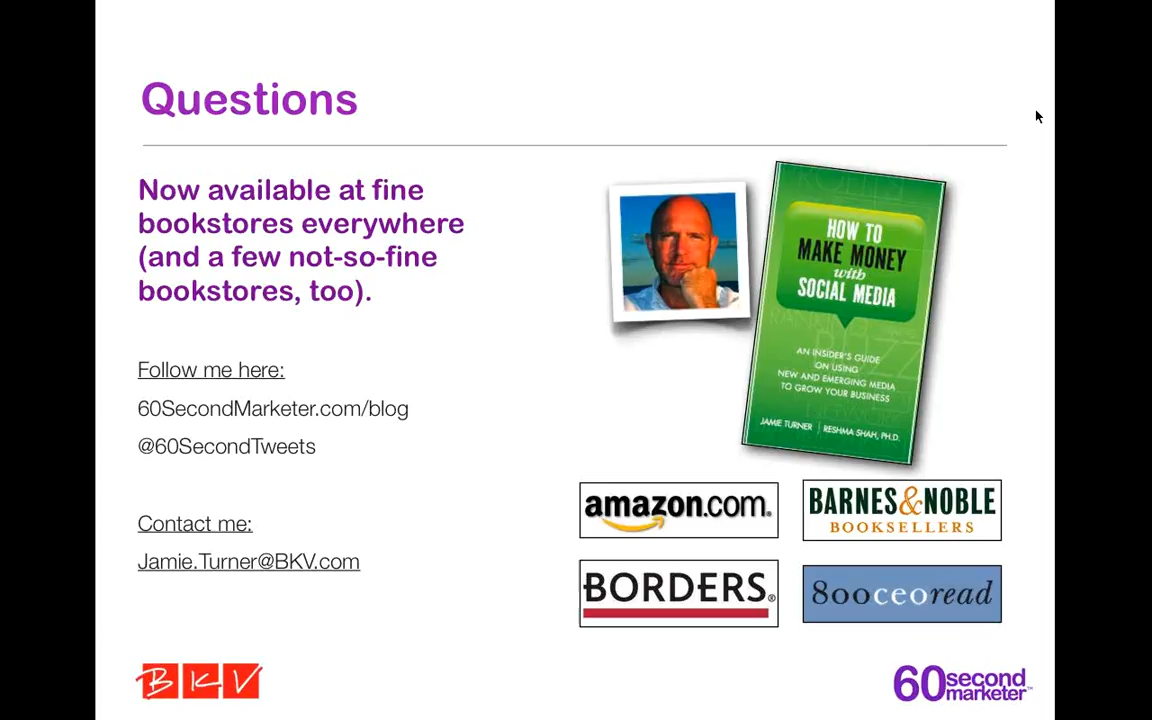 Questions
Now available at fine
bookstores everywhere
(and a few not-so-fine
bookstores, too).
Follow me here:
60SecondMarketer.com/blog
@60SecondTweets
Contact me:
Jamie.Turner@BKV.com
HOW TO
MAKE MONEY
with
SOCIAL MEDIA
AN INSIDER'S GUIDE
ON USING
NEW AND EMERGING MEDIA
TO GROW YOUR BUSINESS
JAMIE TURNER | RESHMA SHAH, PH.D.
amazon.com®
BARNES&NOBLE
BOOKSELLERS
BORDERS®
800ceoread
BKV
60second
marketer™